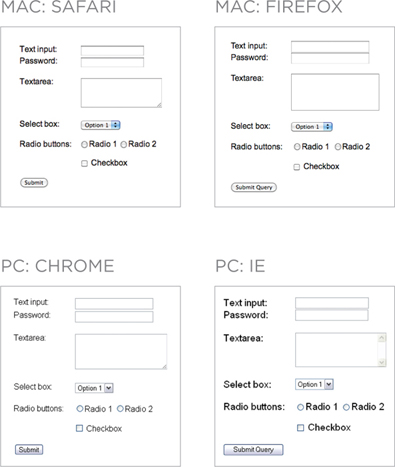 MAC: SAFARI
Text input:
Password:
Textarea:
Select box: Option 1
Radio buttons: Radio 1 Radio 2
Checkbox
Submit
MAC: FIREFOX
Text input:
Password:
Textarea:
Select box: Option 1
Radio buttons: Radio 1 Radio 2
Checkbox
Submit Query
PC: CHROME
Text input:
Password:
Textarea:
Select box: Option 1
Radio buttons: Radio 1 Radio 2
Checkbox
Submit
PC: IE
Text input:
Password:
Textarea:
Select box: Option 1
Radio buttons: Radio 1 Radio 2
Checkbox
Submit Query